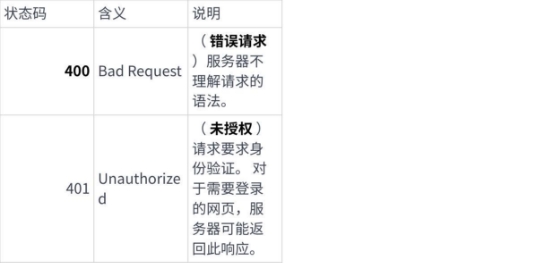 状态码 含义 说明
400 Bad Request （ 错误请求
）服务器不
理解请求的
语法。
401 Unauthorize
d
（ 未授权 ）
请求要求身
份验证。 对
于需要登录
的网页，服
务器可能返
回此响应。